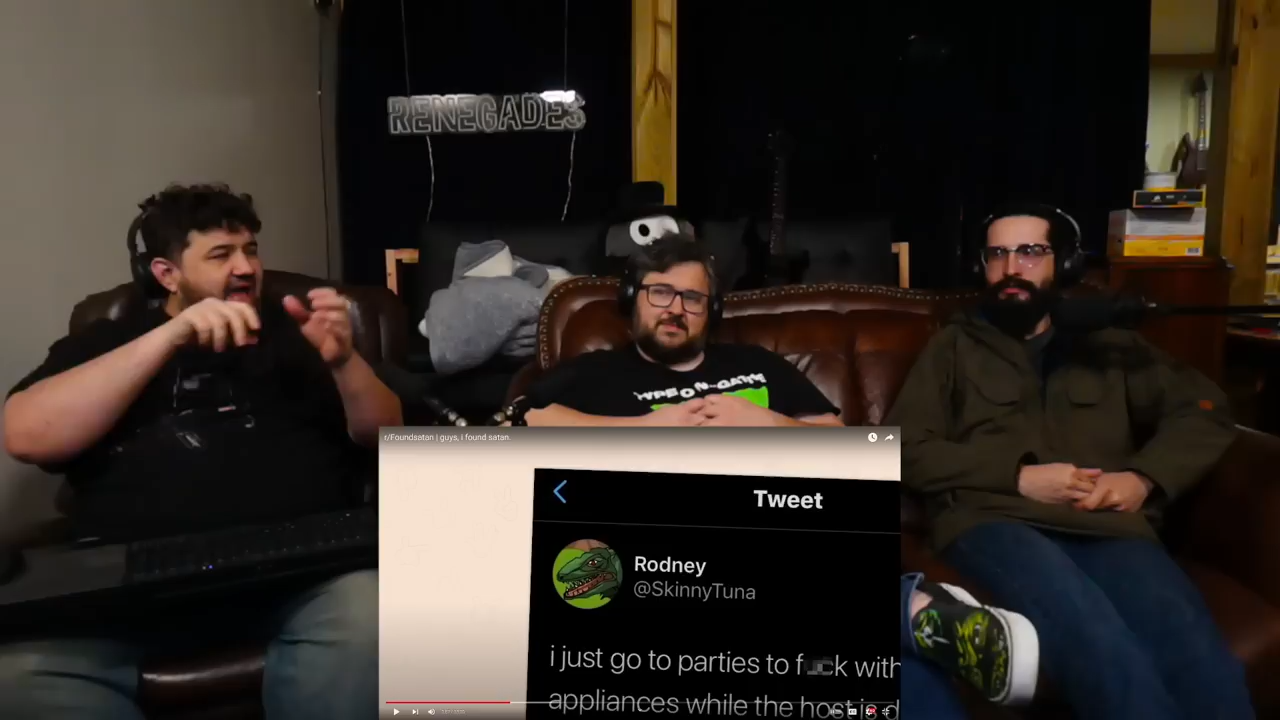 RENEGADES
r/Foundsatan | guys, i found satan.
Tweet
Rodney
@SkinnyTuna
i just go to parties to f ck with
appliances while the host is d